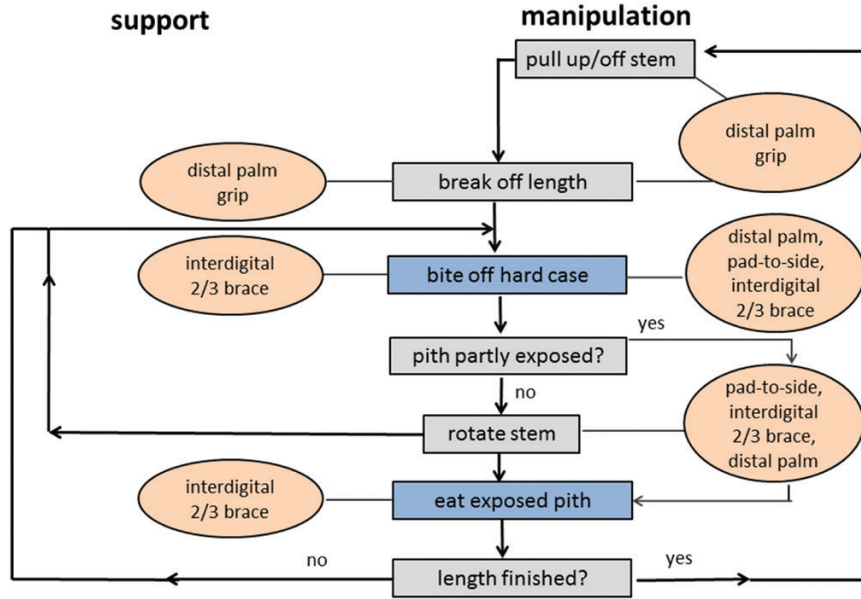 support
manipulation
pull up/off stem
distal palm
grip
distal palm
grip
break off length
interdigital
2/3 brace
bite off hard case
distal palm,
pad-to-side,
interdigital
2/3 brace
pith partly exposed?
yes
no
pad-to-side,
interdigital
2/3 brace,
distal palm
rotate stem
interdigital
2/3 brace
eat exposed pith
no
length finished?
yes